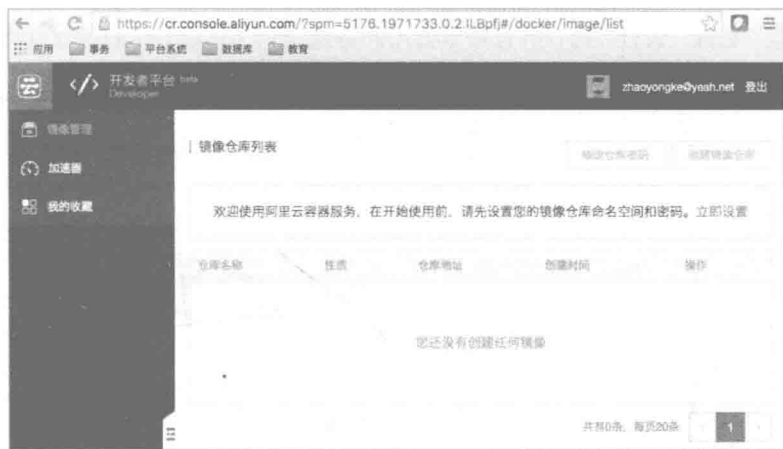 https://cr.console.aliyun.com/?spm=5176.1971733.0.2.ILBpfj#/docker/image/list
应用 事务 平台系统 数据库 教育
云 </> 开发者平台 beta
Developer
zhaoyongke@yeah.net 登出
镜像管理
加速器
我的收藏
镜像仓库列表
修改仓库密码 创建镜像仓库
欢迎使用阿里云容器服务，在开始使用前，请先设置您的镜像仓库命名空间和密码。立即设置
仓库名称 性质 仓库地址 创建时间 操作
您还没有创建任何镜像
共有0条，每页20条 1